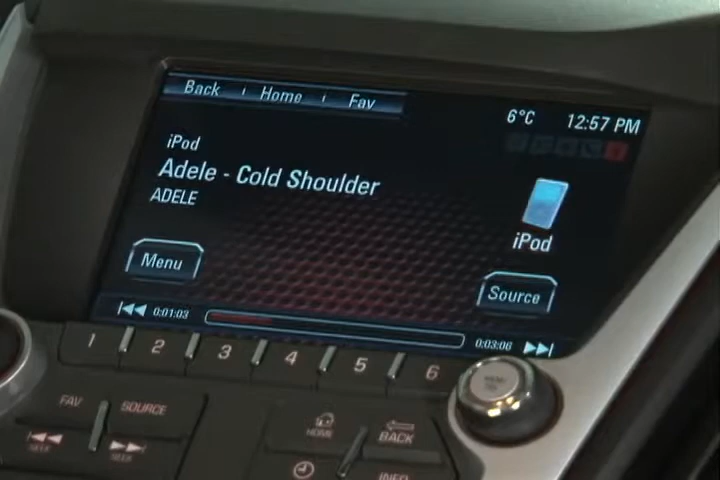 Back Home Fav
6°C 12:57 PM
iPod
Adele - Cold Shoulder
ADELE
iPod
Menu
Source
0:01:03
0:03:06
1 2 3 4 5 6
FAV SOURCE
SEEK SEEK
HOME BACK
INFO